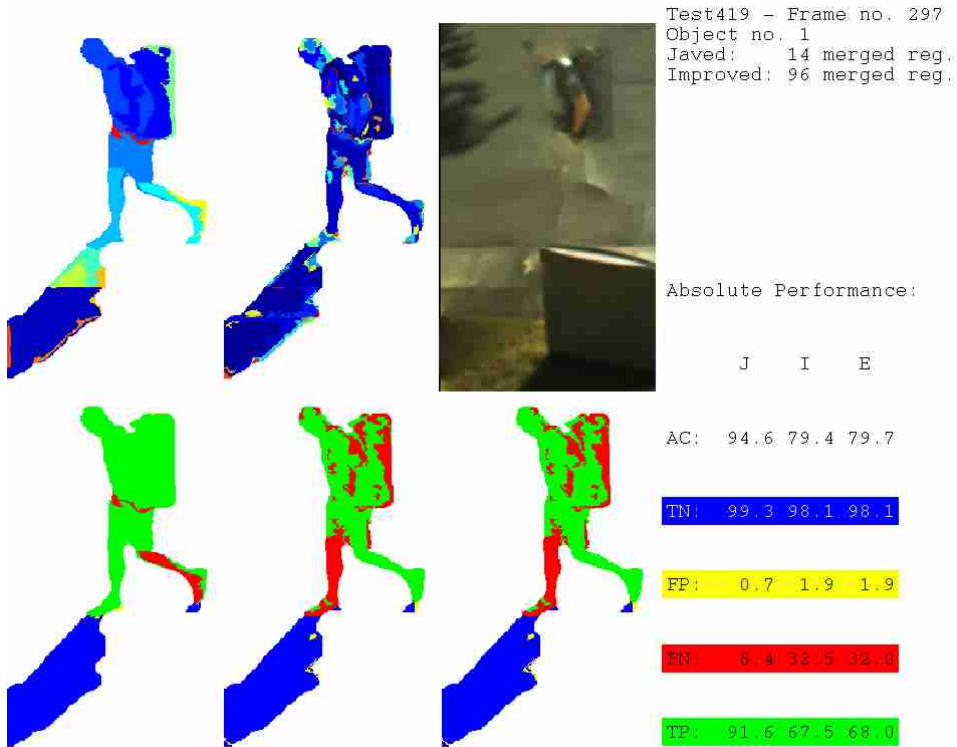 Test419 - Frame no. 297
Object no. 1
Javed: 14 merged reg.
Improved: 96 merged reg.
Absolute Performance:
J I E
AC: 94.6 79.4 79.7
TN: 99.3 98.1 98.1
FP: 0.7 1.9 1.9
FN: 8.4 32.5 32.0
TP: 91.6 67.5 68.0